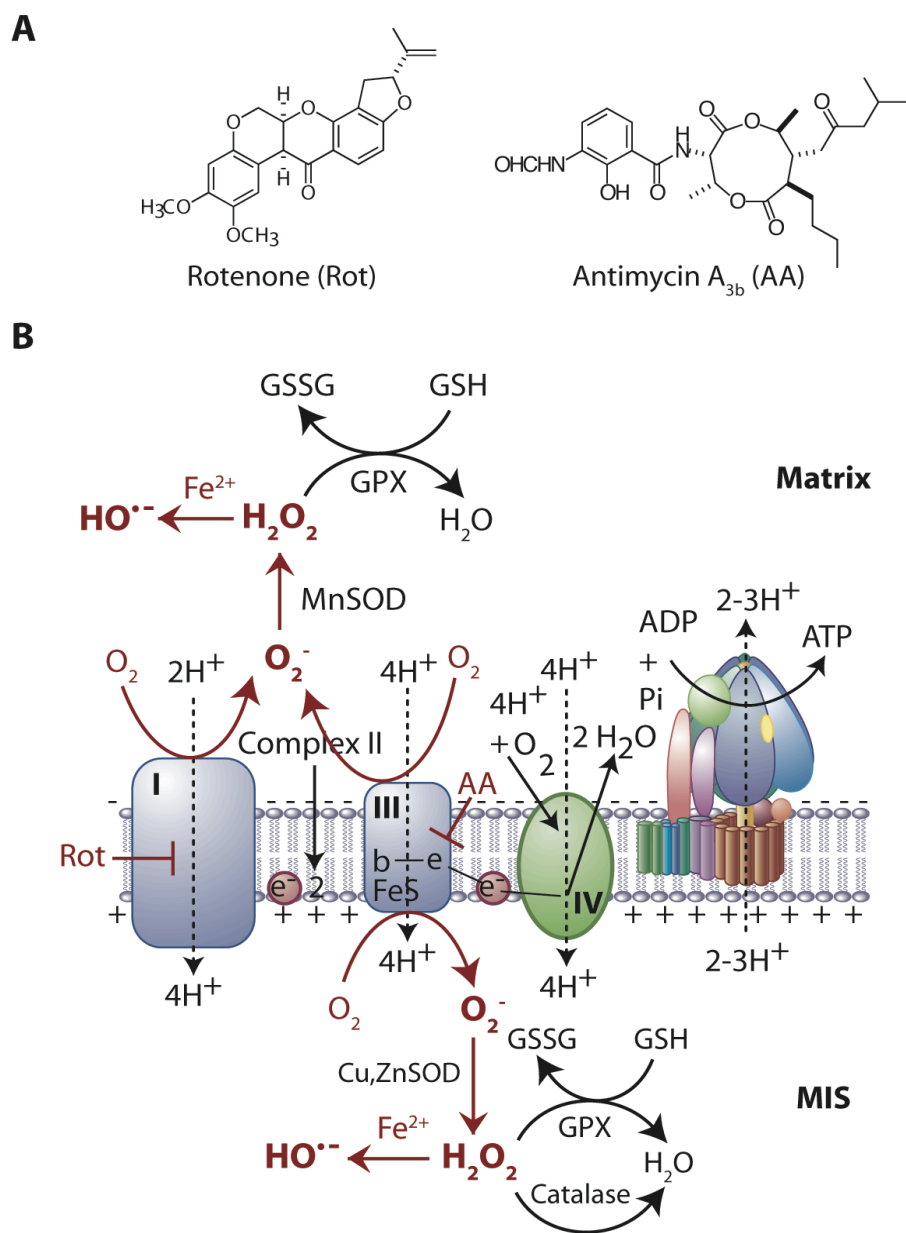 A
H
H
O
O
O
O
O
H₃CO
OCH₃
OHCHN
OH
O
H
N
O
O
O
O
O
Rotenone (Rot)
Antimycin A₃b (AA)
B
GSSG
GSH
GPX
Matrix
HO•-
Fe²⁺
H₂O₂
H₂O
MnSOD
2-3H⁺
ADP
+
Pi
ATP
O₂
2H⁺
O₂⁻
4H⁺
O₂
4H⁺
4H⁺
+O₂
2 H₂O
Complex II
I
III
AA
Rot
b
e
FeS
e⁻
2
e⁻
IV
- - - - - - - - - -
+ + + + + + + + + +
4H⁺
4H⁺
4H⁺
2-3H⁺
O₂
O₂⁻
Cu,ZnSOD
GSSG
GSH
MIS
GPX
HO•-
Fe²⁺
H₂O₂
H₂O
Catalase